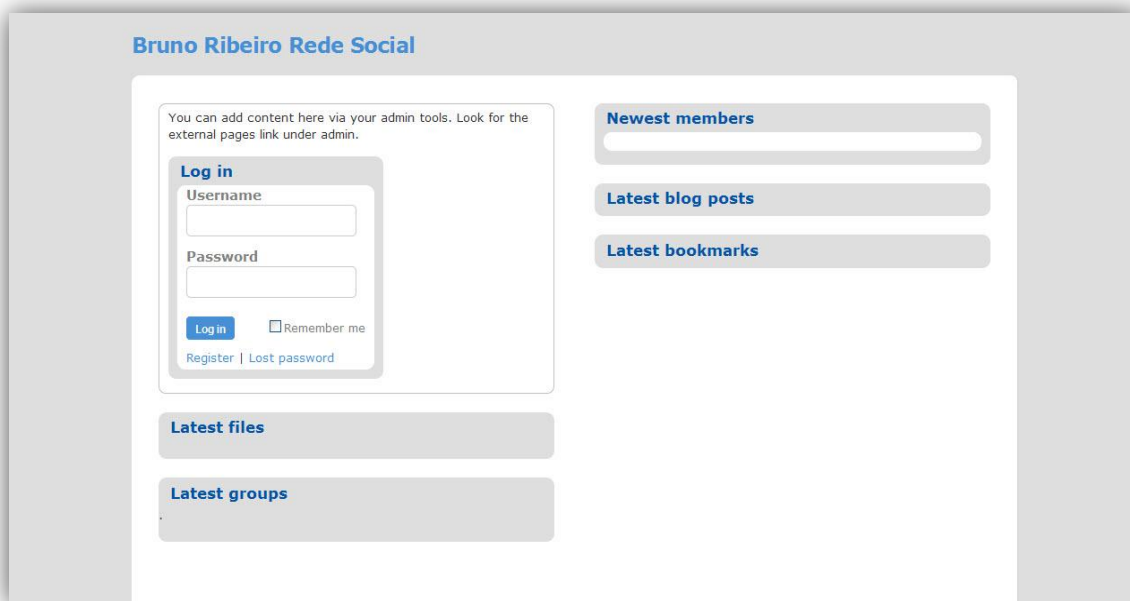 Bruno Ribeiro Rede Social
You can add content here via your admin tools. Look for the
external pages link under admin.
Log in
Username
Password
Log in
Remember me
Register | Lost password
Latest files
Latest groups
.
Newest members
Latest blog posts
Latest bookmarks